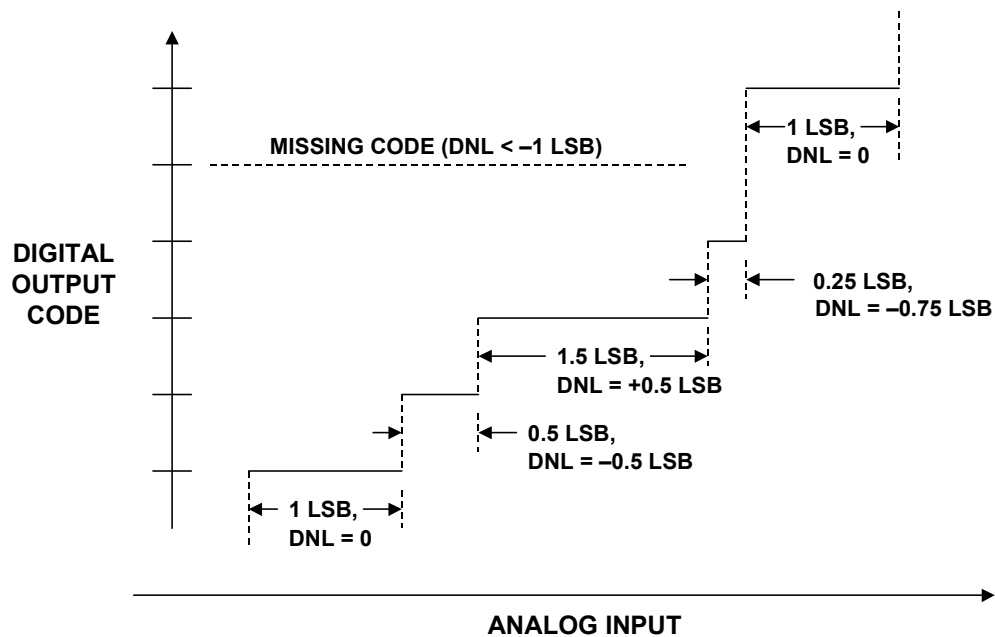 MISSING CODE (DNL < –1 LSB)
1 LSB,
DNL = 0
DIGITAL
OUTPUT
CODE
0.25 LSB,
DNL = –0.75 LSB
1.5 LSB,
DNL = +0.5 LSB
0.5 LSB,
DNL = –0.5 LSB
1 LSB,
DNL = 0
ANALOG INPUT